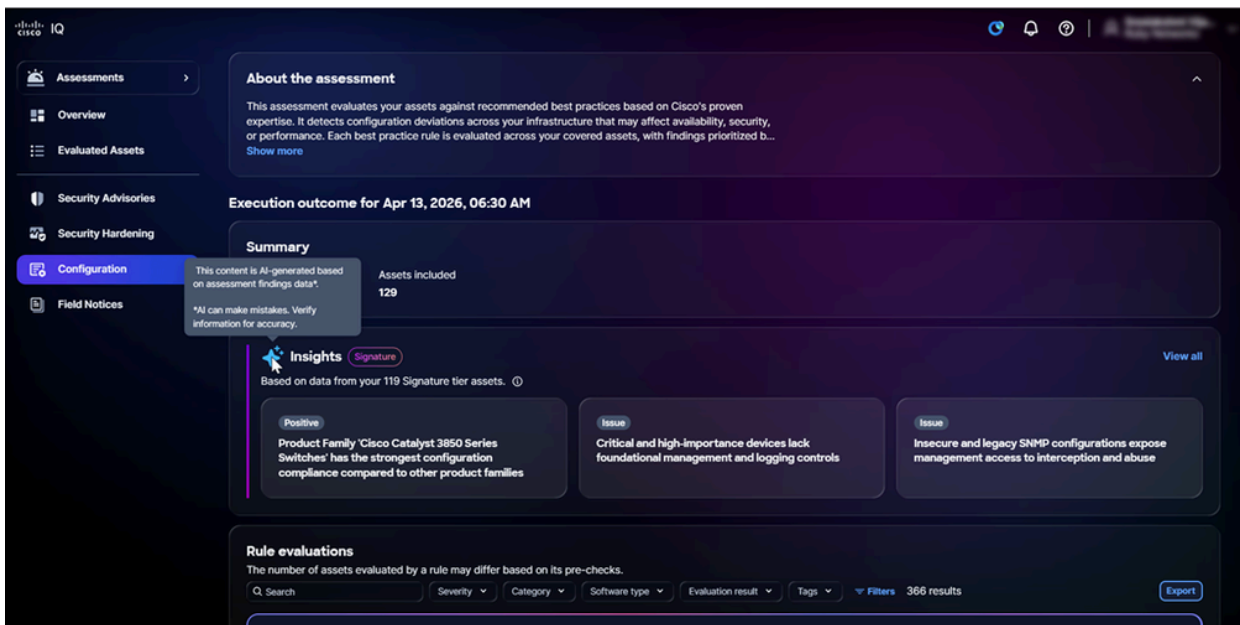 cisco IQ
Assessments
Overview
Evaluated Assets
Security Advisories
Security Hardening
Configuration
Field Notices
About the assessment
This assessment evaluates your assets against recommended best practices based on Cisco's proven
expertise. It detects configuration deviations across your infrastructure that may affect availability, security,
or performance. Each best practice rule is evaluated across your covered assets, with findings prioritized b...
Show more
Execution outcome for Apr 13, 2026, 06:30 AM
Summary
Assets included
129
This content is AI-generated based
on assessment findings data*.
*AI can make mistakes. Verify
information for accuracy.
Insights Signature View all
Based on data from your 119 Signature tier assets.
Positive
Product Family 'Cisco Catalyst 3850 Series
Switches' has the strongest configuration
compliance compared to other product families
Issue
Critical and high-importance devices lack
foundational management and logging controls
Issue
Insecure and legacy SNMP configurations expose
management access to interception and abuse
Rule evaluations
The number of assets evaluated by a rule may differ based on its pre-checks.
Search Severity Category Software type Evaluation result Tags Filters 366 results Export